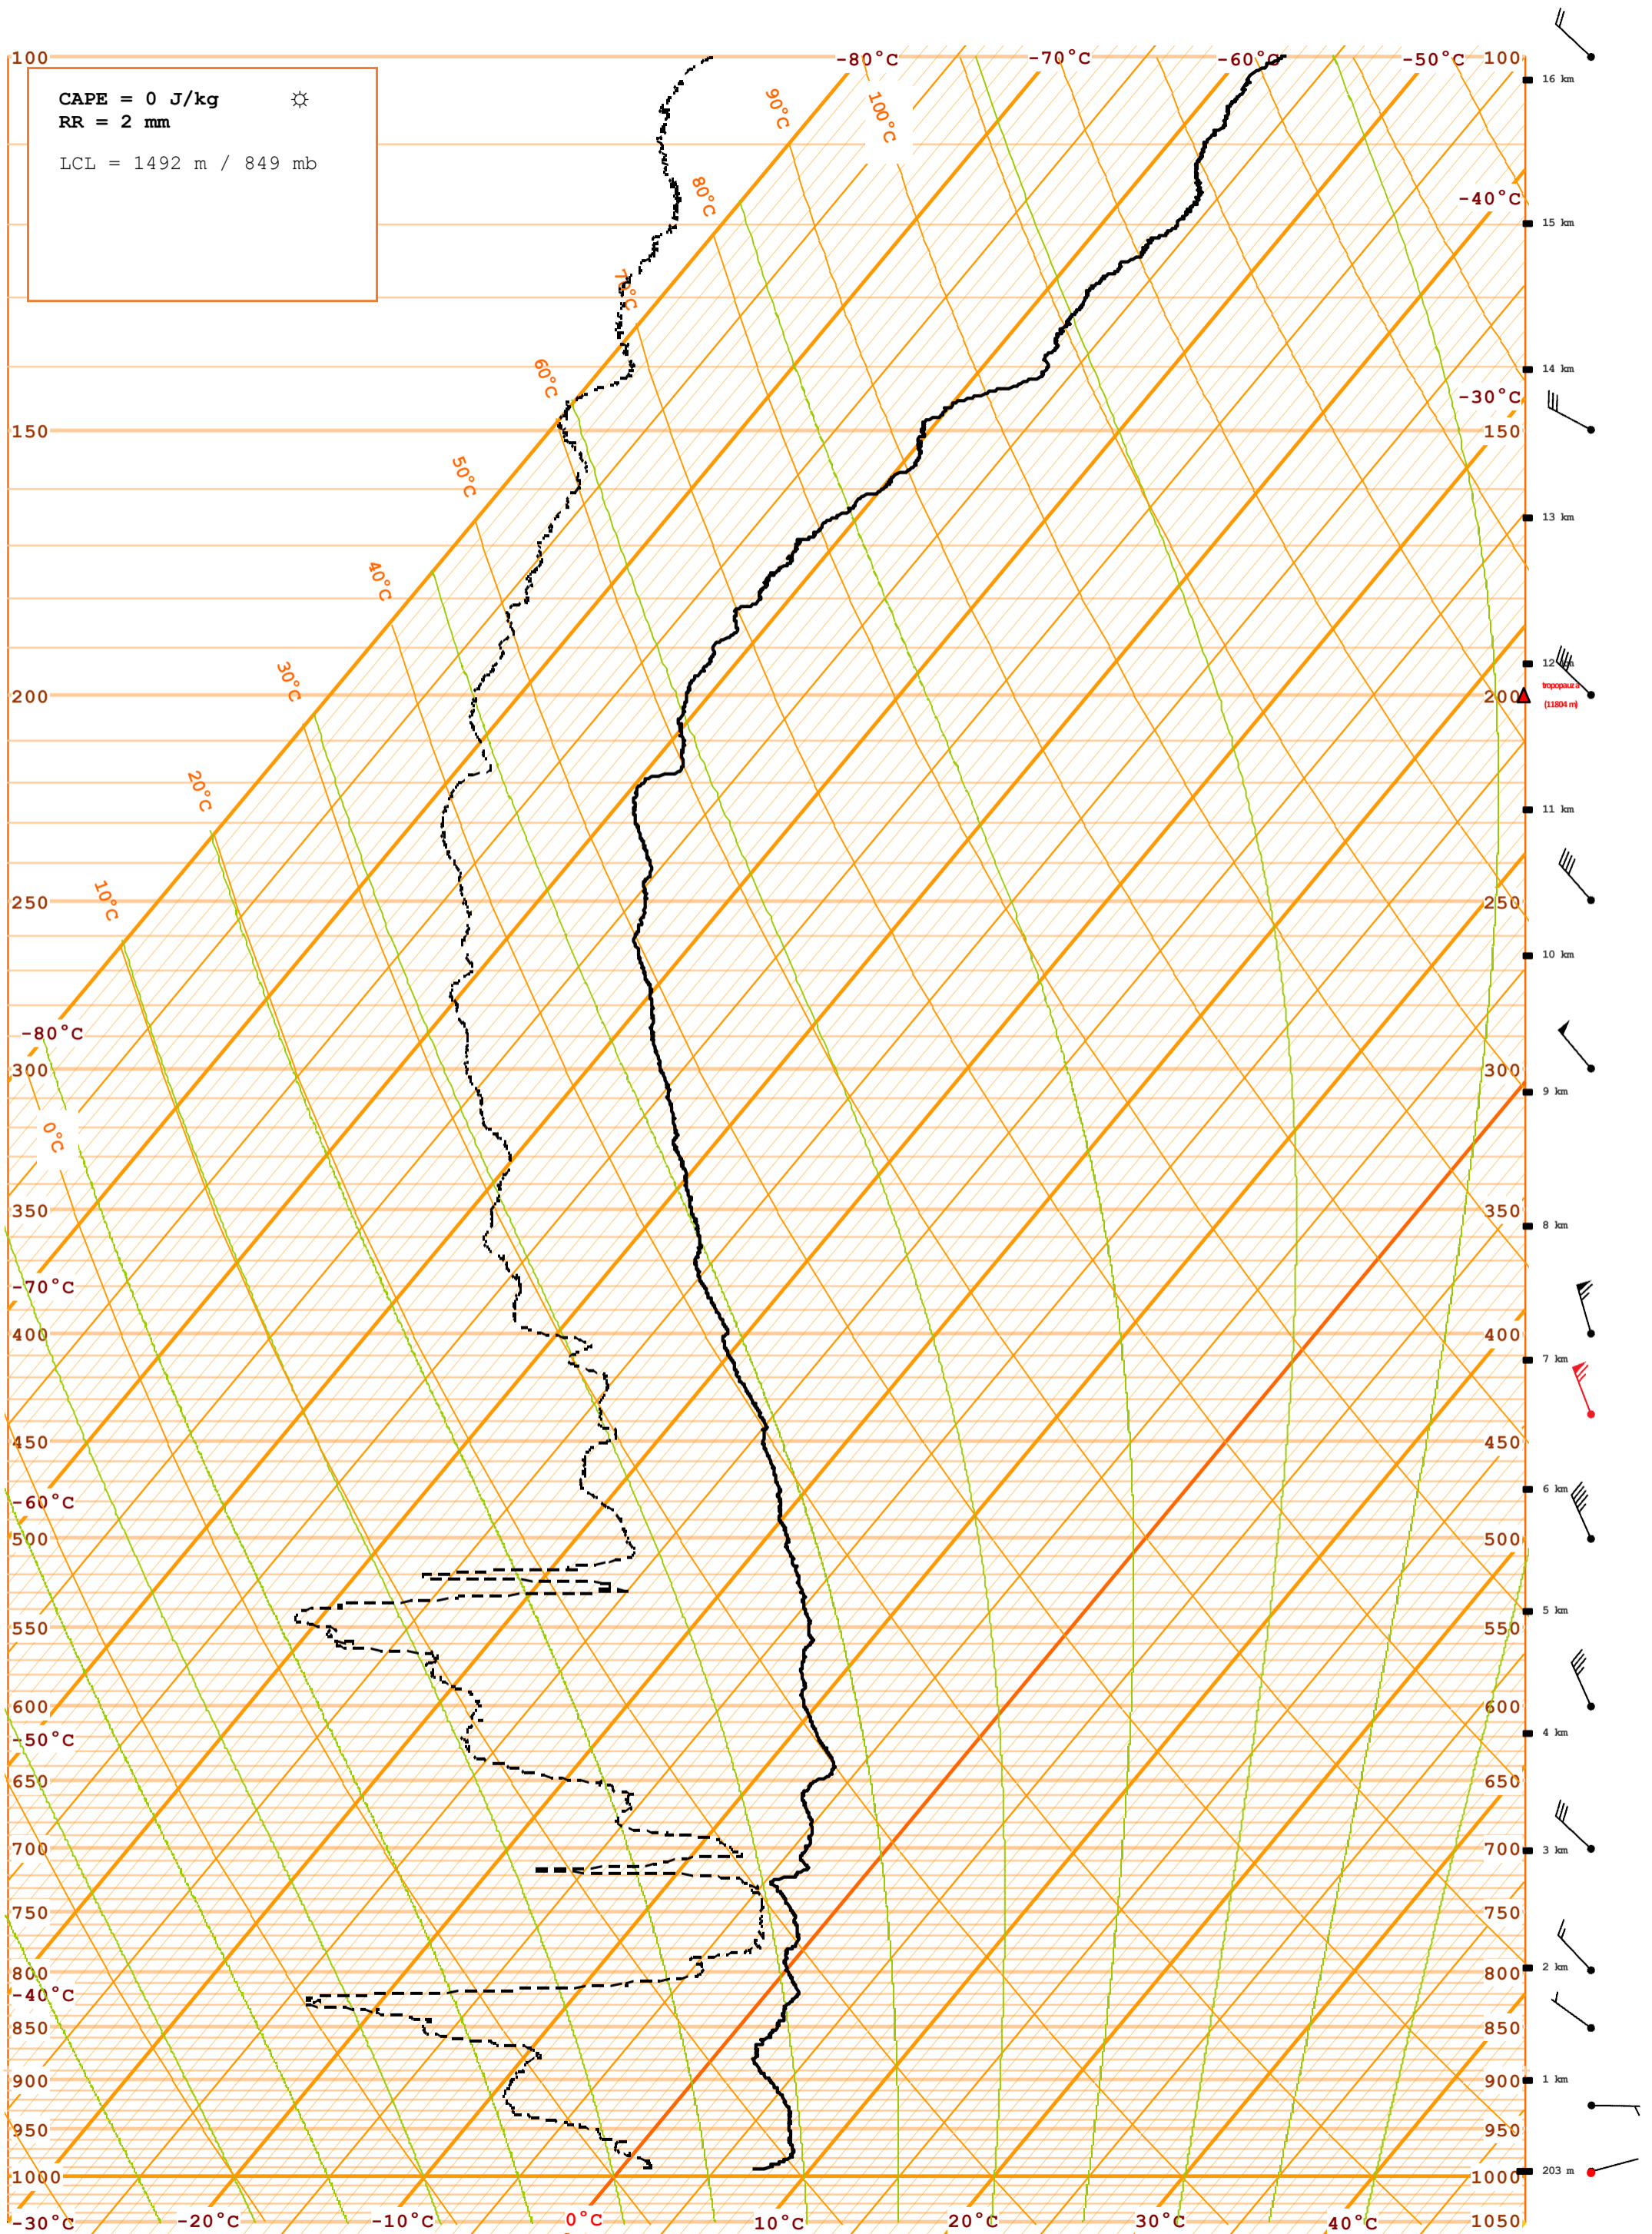 -80°C -70°C -60°C -50°C
100 100
16 km
CAPE = 0 J/kg ☼
RR = 2 mm
LCL = 1492 m / 849 mb
90°C 100°C
80°C
-40°C
15 km
70°C
14 km
60°C
-30°C
150 150
50°C
13 km
40°C
30°C
12 km
200 200
tropopauza
(11804 m)
20°C
11 km
10°C
250 250
10 km
-80°C
300 300
9 km
0°C
350 350
8 km
-70°C
400 400
7 km
450 450
6 km
-60°C
500 500
5 km
550 550
600 600
4 km
-50°C
650 650
700 700
3 km
750 750
2 km
800 800
-40°C
850 850
900 900
1 km
950 950
203 m
1000 1000
-30°C -20°C -10°C 0°C 10°C 20°C 30°C 40°C 1050